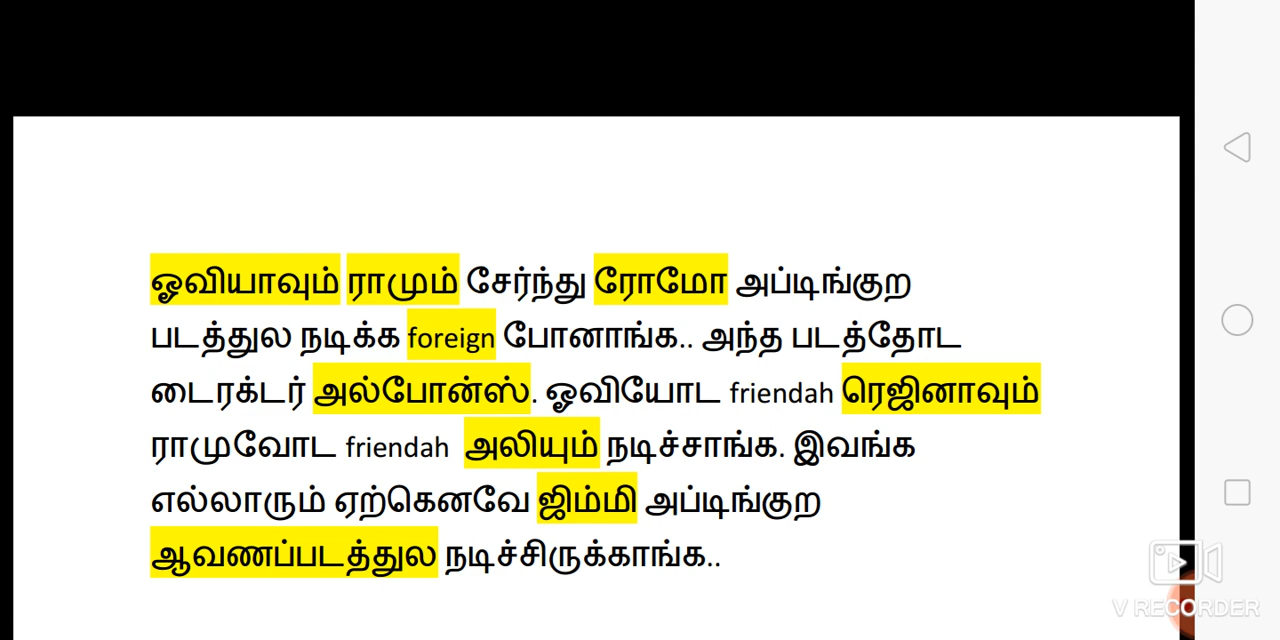 ஓவியாவும் ராமும் சேர்ந்து ரோமோ அப்டிங்குற
படத்துல நடிக்க foreign போனாங்க.. அந்த படத்தோட
டைரக்டர் அல்போன்ஸ். ஓவியோட friendah ரெஜினாவும்
ராமுவோட friendah அலியும் நடிச்சாங்க. இவங்க
எல்லாரும் ஏற்கெனவே ஜிம்மி அப்டிங்குற
ஆவணப்படத்துல நடிச்சிருக்காங்க..
V RECORDER